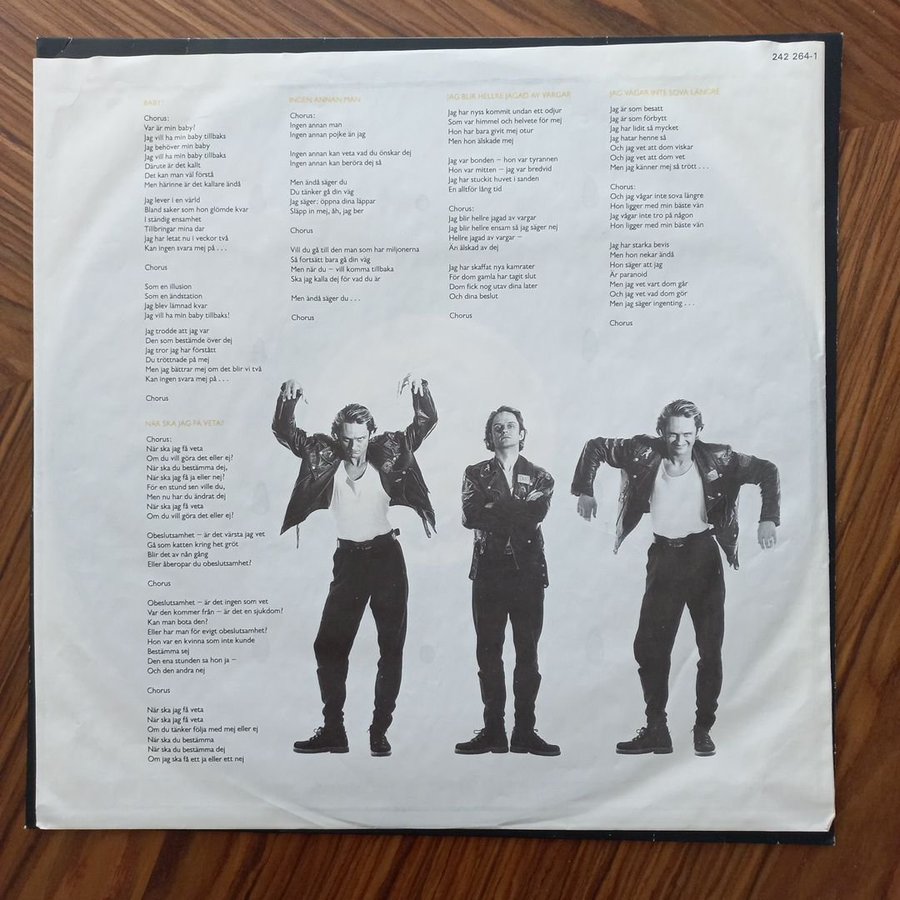 242 264-1
BABY!
Chorus:
Var är min baby?
Jag vill ha min baby tillbaks
Jag behöver min baby
Jag vill ha min baby tillbaks
Därute är det kallt
Det kan man väl förstå
Men härinne är det kallare ändå
Jag lever i en värld
Bland saker som hon glömde kvar
I ständig ensamhet
Tillbringar mina dar
Jag har letat nu i veckor två
Kan ingen svara mej på . . .
Chorus
Som en illusion
Som en ändstation
Jag blev lämnad kvar
Jag vill ha min baby tillbaks!
Jag trodde att jag var
Den som bestämde över dej
Jag tror jag har förstått
Du tröttnade på mej
Men jag bättrar mej om det blir vi två
Kan ingen svara mej på . . .
Chorus
NÄR SKA JAG FÅ VETA?
Chorus:
När ska jag få veta
Om du vill göra det eller ej?
När ska du bestämma dej,
När ska jag få ja eller nej?
För en stund sen ville du,
Men nu har du ändrat dej
När ska jag få veta
Om du vill göra det eller ej?
Obeslutsamhet – är det värsta jag vet
Gå som katten kring het gröt
Blir det av nån gång
Eller åberopar du obeslutsamhet?
Chorus
Obeslutsamhet – är det ingen som vet
Var den kommer från – är det en sjukdom?
Kan man bota den?
Eller har man för evigt obeslutsamhet?
Hon var en kvinna som inte kunde
Bestämma sej
Den ena stunden sa hon ja –
Och den andra nej
Chorus
När ska jag få veta
När ska jag få veta
Om du tänker följa med mej eller ej
När ska du bestämma
När ska du bestämma dej
Om jag ska få ett ja eller ett nej
INGEN ANNAN MAN
Chorus:
Ingen annan man
Ingen annan pojke än jag
Ingen annan kan veta vad du önskar dej
Ingen annan kan beröra dej så
Men ändå säger du
Du tänker gå din väg
Jag säger: öppna dina läppar
Släpp in mej, åh, jag ber
Chorus
Vill du gå till den man som har miljonerna
Så fortsätt bara gå din väg
Men när du – vill komma tillbaka
Ska jag kalla dej för vad du är
Men ändå säger du . . .
Chorus
JAG BLIR HELLRE JAGAD AV VARGAR
Jag har nyss kommit undan ett odjur
Som var himmel och helvete för mej
Hon har bara givit mej otur
Men hon älskade mej
Jag var bonden – hon var tyrannen
Hon var mitten – jag var bredvid
Jag har stuckit huvet i sanden
En alltför lång tid
Chorus:
Jag blir hellre jagad av vargar
Jag blir hellre ensam så jag säger nej
Hellre jagad av vargar –
Än älskad av dej
Jag har skaffat nya kamrater
För dom gamla har tagit slut
Dom fick nog utav dina later
Och dina beslut
Chorus
JAG VÅGAR INTE SOVA LÄNGRE
Jag är som besatt
Jag är som förbytt
Jag har lidit så mycket
Jag hatar henne så
Och jag vet att dom viskar
Och jag vet att dom vet
Men jag känner mej så trött . . .
Chorus:
Och jag vågar inte sova längre
Hon ligger med min bäste vän
Jag vågar inte tro på någon
Hon ligger med min bäste vän
Jag har starka bevis
Men hon nekar ändå
Hon säger att jag
Är paranoid
Men jag vet vart dom går
Och jag vet vad dom gör
Men jag säger ingenting . . .
Chorus